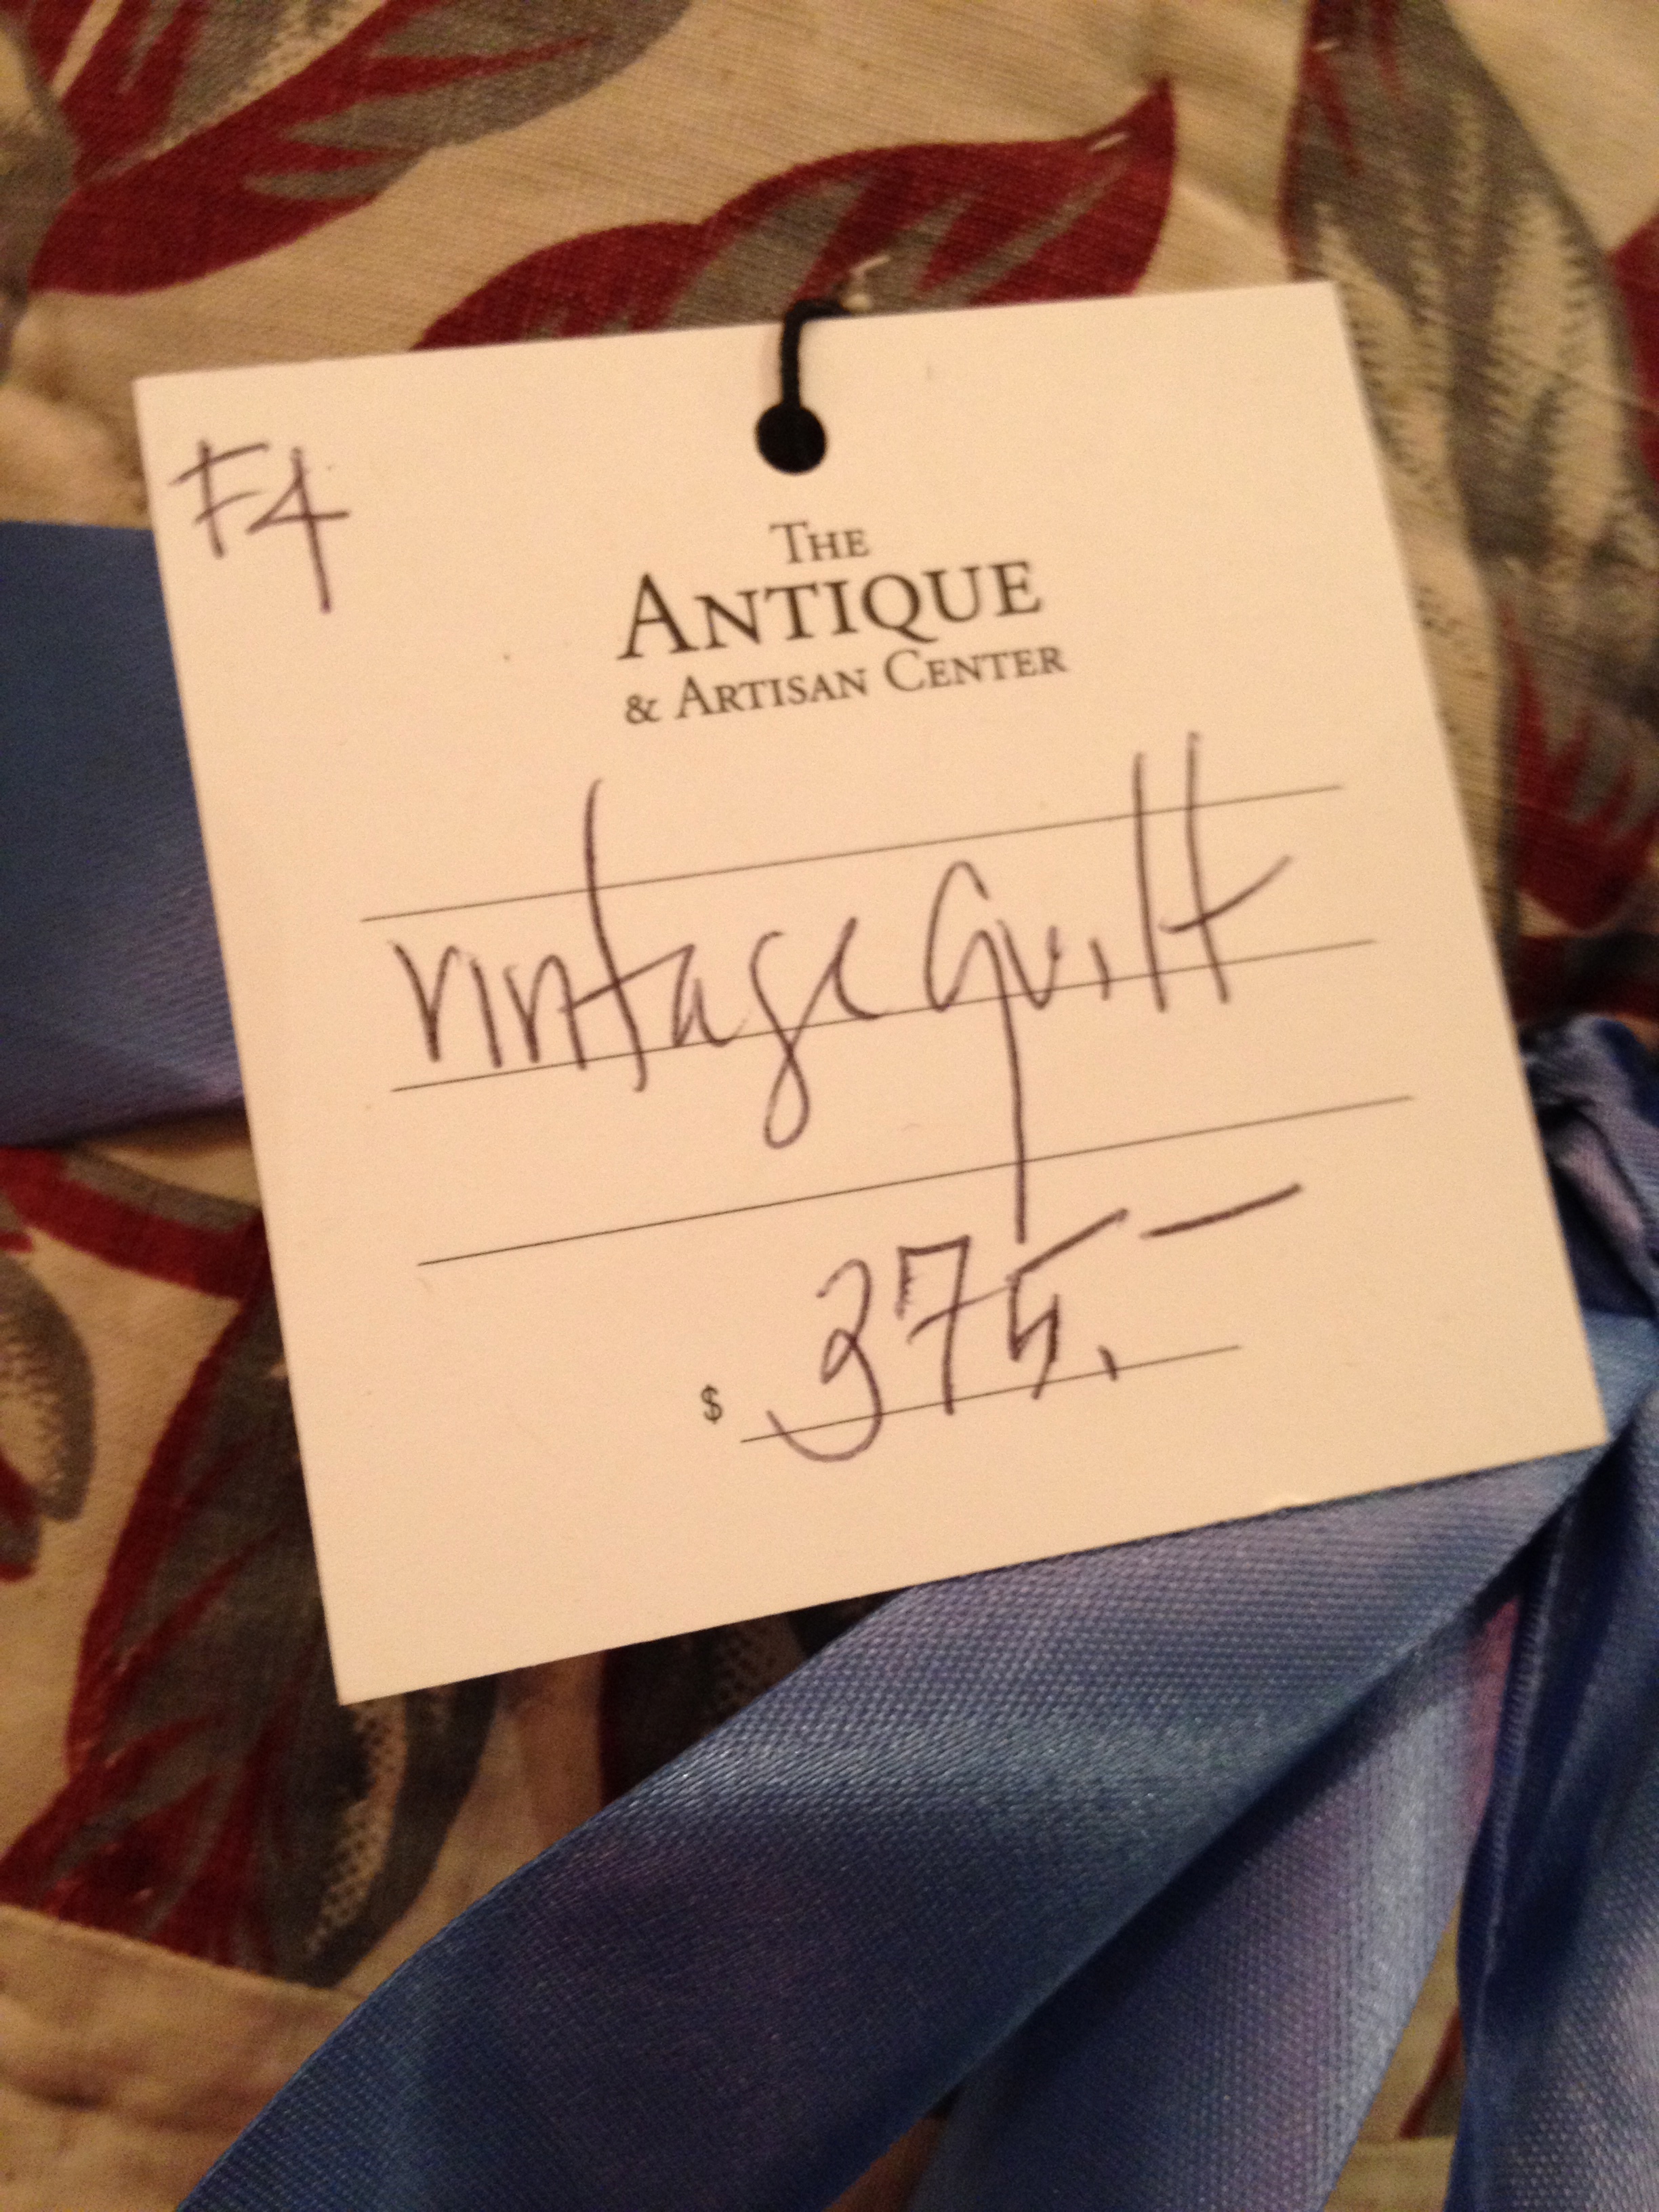 F4
THE
ANTIQUE
& ARTISAN CENTER
vintage quilt
$ 375.—